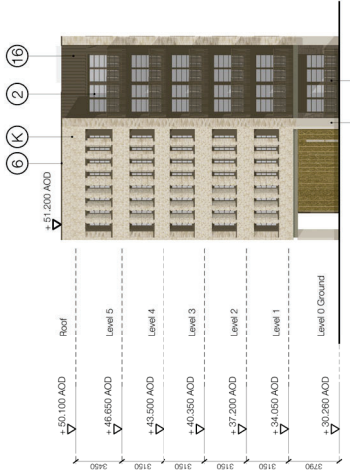 6
K
2
16
+ 51.200 AOD
Roof
+ 50.100 AOD
3450
Level 5
+ 46.650 AOD
3150
Level 4
+ 43.500 AOD
3150
Level 3
+ 40.350 AOD
3150
Level 2
+ 37.200 AOD
3150
Level 1
+ 34.050 AOD
3790
Level 0 Ground
+ 30.260 AOD